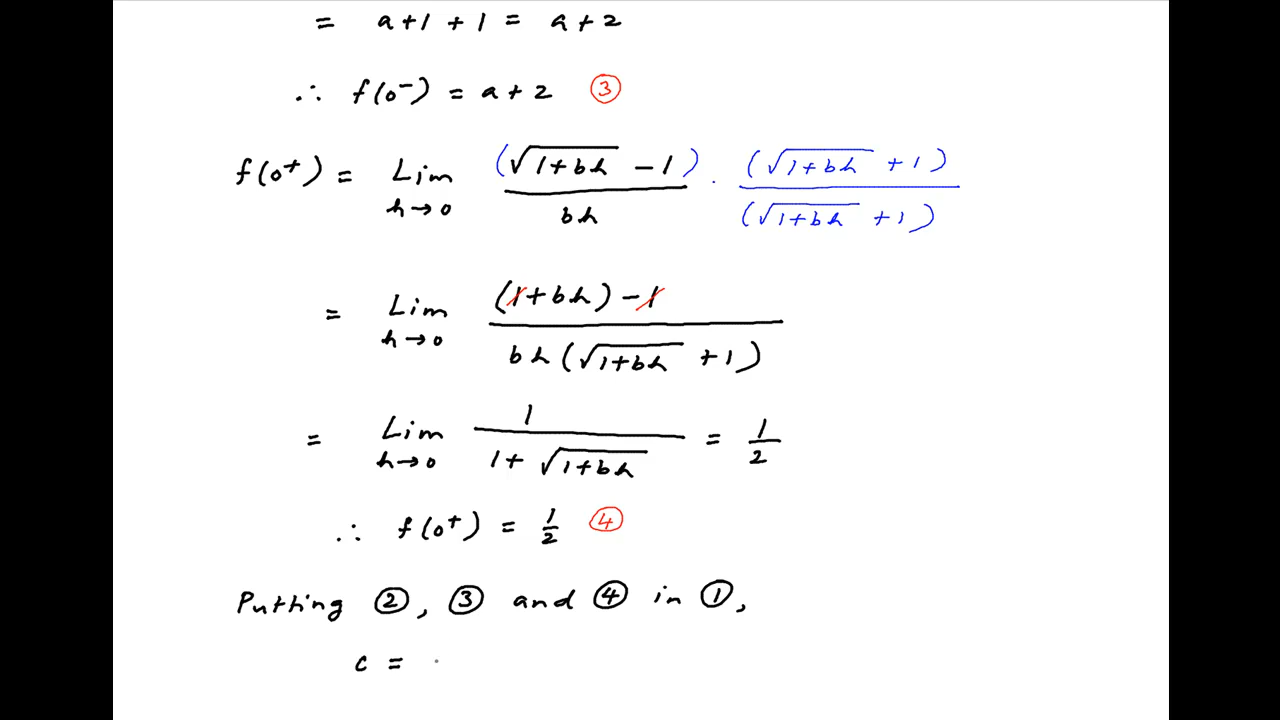 = a+1 + 1 = a+2
∴ f(0⁻) = a+2 ③
f(0⁺) = Lim h→0 (√(1+bh) − 1) / bh · (√(1+bh) + 1) / (√(1+bh) + 1)
= Lim h→0 ((1+bh) − 1) / (bh(√(1+bh) + 1))
= Lim h→0 1 / (1 + √(1+bh)) = 1/2
∴ f(0⁺) = 1/2 ④
Putting ②, ③ and ④ in ①,
c =